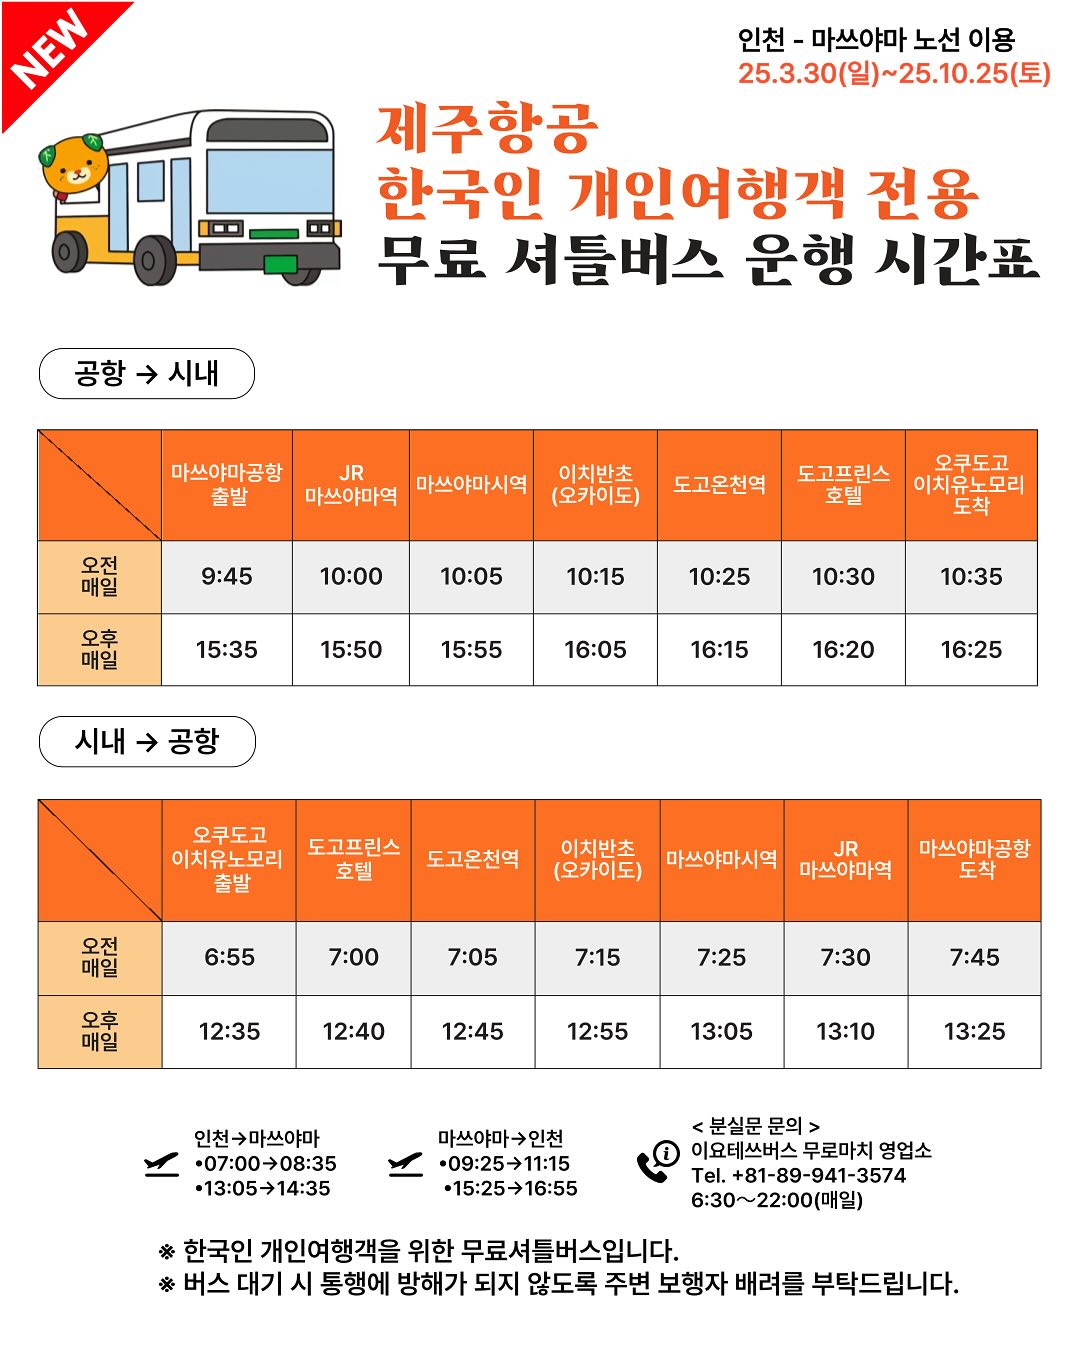 NEW
인천 - 마쓰야마 노선 이용
25.3.30(일)~25.10.25(토)
제주항공
한국인 개인여행객 전용
무료 셔틀버스 운행 시간표
공항 → 시내
마쓰야마공항 출발 JR 마쓰야마역 마쓰야마시역 이치반초 (오카이도) 도고온천역 도고프린스 호텔 오쿠도고 이치유노모리 도착
오전 매일 9:45 10:00 10:05 10:15 10:25 10:30 10:35
오후 매일 15:35 15:50 15:55 16:05 16:15 16:20 16:25
시내 → 공항
오쿠도고 이치유노모리 출발 도고프린스 호텔 도고온천역 이치반초 (오카이도) 마쓰야마시역 JR 마쓰야마역 마쓰야마공항 도착
오전 매일 6:55 7:00 7:05 7:15 7:25 7:30 7:45
오후 매일 12:35 12:40 12:45 12:55 13:05 13:10 13:25
인천→마쓰야마
•07:00→08:35
•13:05→14:35
마쓰야마→인천
•09:25→11:15
•15:25→16:55
< 분실문 문의 >
이요테쓰버스 무로마치 영업소
Tel. +81-89-941-3574
6:30～22:00(매일)
※ 한국인 개인여행객을 위한 무료셔틀버스입니다.
※ 버스 대기 시 통행에 방해가 되지 않도록 주변 보행자 배려를 부탁드립니다.